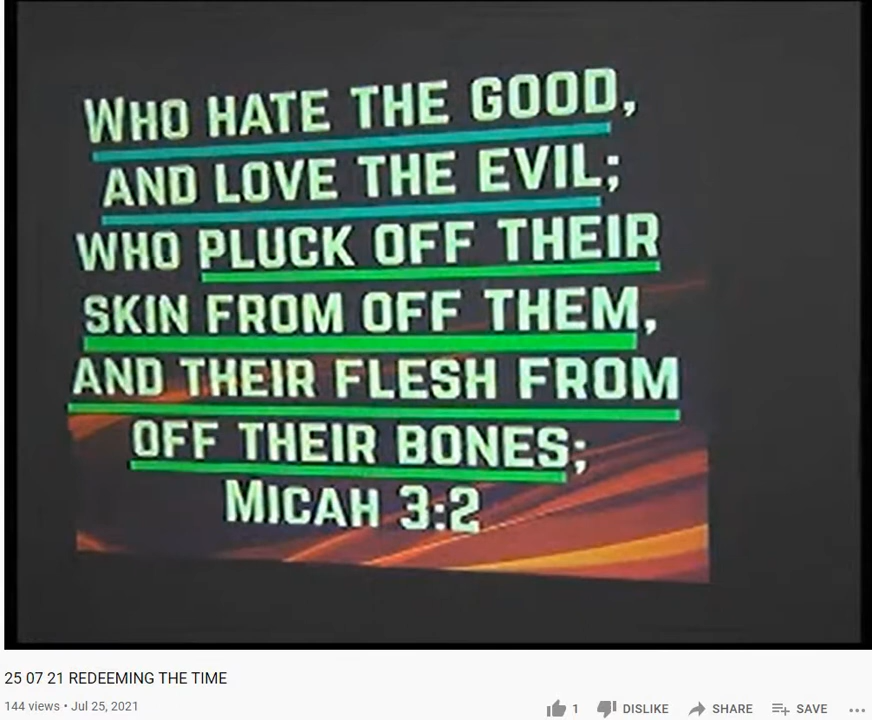 WHO HATE THE GOOD,
AND LOVE THE EVIL;
WHO PLUCK OFF THEIR
SKIN FROM OFF THEM,
AND THEIR FLESH FROM
OFF THEIR BONES;
MICAH 3:2
25 07 21 REDEEMING THE TIME
144 views • Jul 25, 2021
1 DISLIKE SHARE SAVE ...